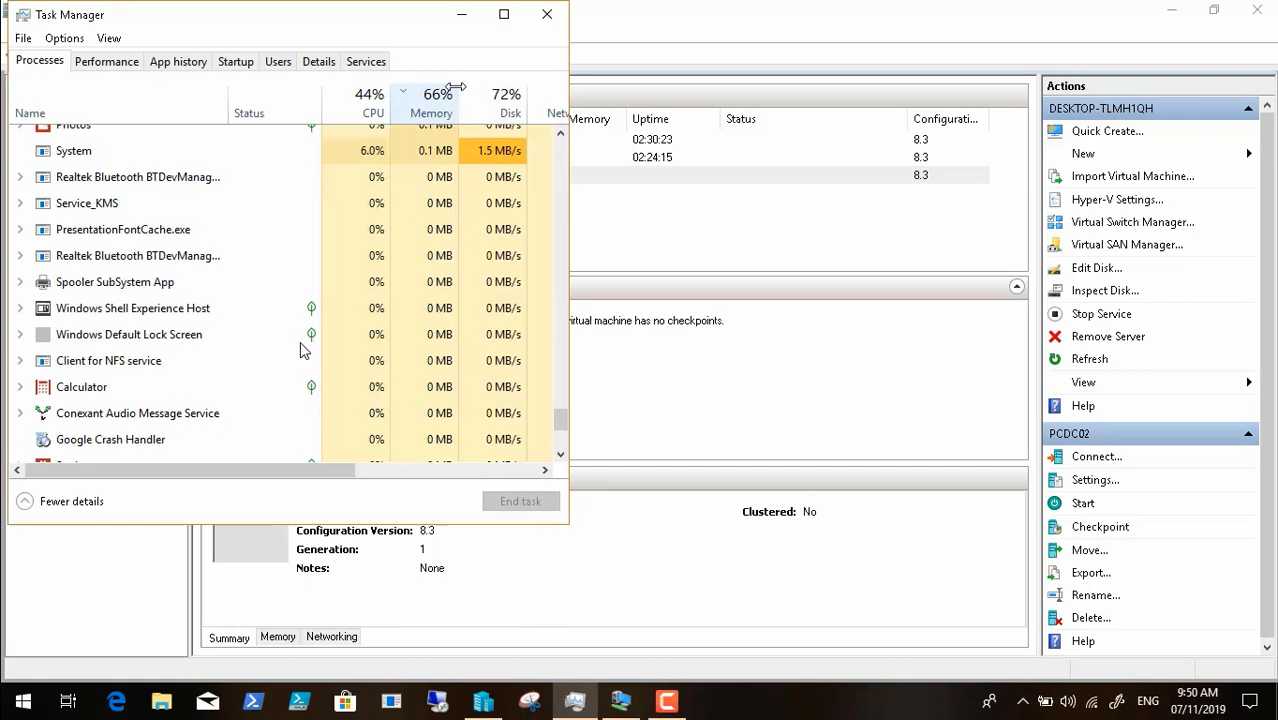 Task Manager
File Options View
Processes Performance App history Startup Users Details Services
44% 66% 72%
Name Status CPU Memory Disk Netw
Photos 0% 0.1 MB 0 MB/s
System 6.0% 0.1 MB 1.5 MB/s
Realtek Bluetooth BTDevManag... 0% 0 MB 0 MB/s
Service_KMS 0% 0 MB 0 MB/s
PresentationFontCache.exe 0% 0 MB 0 MB/s
Realtek Bluetooth BTDevManag... 0% 0 MB 0 MB/s
Spooler SubSystem App 0% 0 MB 0 MB/s
Windows Shell Experience Host 0% 0 MB 0 MB/s
Windows Default Lock Screen 0% 0 MB 0 MB/s
Client for NFS service 0% 0 MB 0 MB/s
Calculator 0% 0 MB 0 MB/s
Conexant Audio Message Service 0% 0 MB 0 MB/s
Google Crash Handler 0% 0 MB 0 MB/s
Fewer details End task
Memory Uptime Status Configurati...
02:30:23 8.3
02:24:15 8.3
8.3
virtual machine has no checkpoints.
Configuration Version: 8.3 Clustered: No
Generation: 1
Notes: None
Summary Memory Networking
Actions
DESKTOP-TLMH1QH
Quick Create...
New
Import Virtual Machine...
Hyper-V Settings...
Virtual Switch Manager...
Virtual SAN Manager...
Edit Disk...
Inspect Disk...
Stop Service
Remove Server
Refresh
View
Help
PCDC02
Connect...
Settings...
Start
Checkpoint
Move...
Export...
Rename...
Delete...
Help
ENG
9:50 AM
07/11/2019